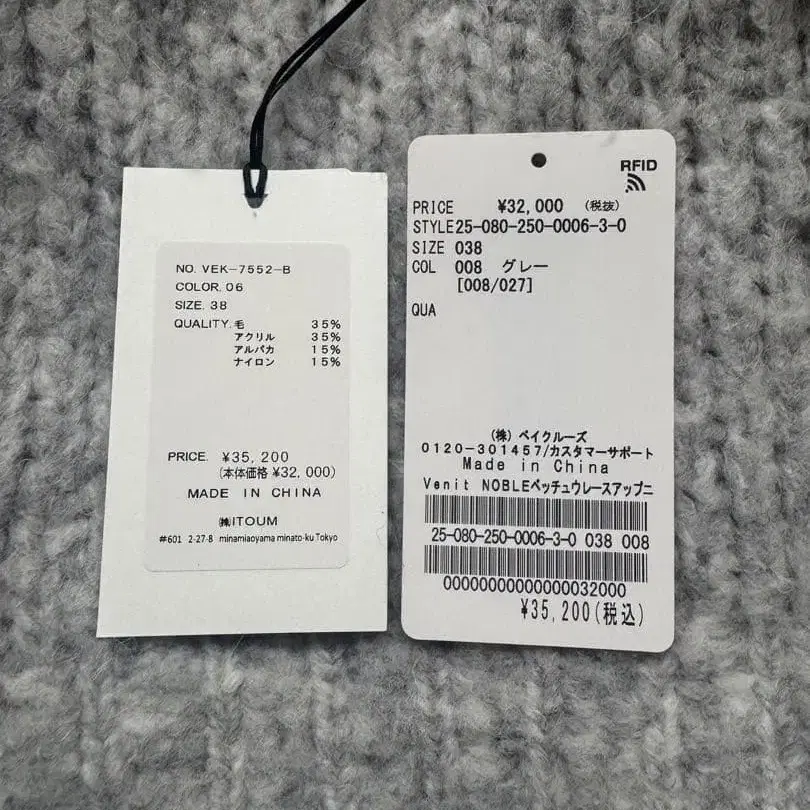 NO. VEK-7552-B
COLOR. 06
SIZE. 38
QUALITY. 毛 35%
アクリル 35%
アルパカ 15%
ナイロン 15%
PRICE. ¥35,200
(本体価格 ¥32,000)
MADE IN CHINA
㈱ITOUM
#601 2-27-8 minamiaoyama minato-ku Tokyo
RFID
PRICE ¥32,000 (税抜)
STYLE25-080-250-0006-3-0
SIZE 038
COL 008 グレー
[008/027]
QUA
(株) ベイクルーズ
0120-301457/カスタマーサポート
Made in China
Venit NOBLEペッチュウレースアップニ
25-080-250-0006-3-0 038 008
00000000000000032000
¥35,200(税込)